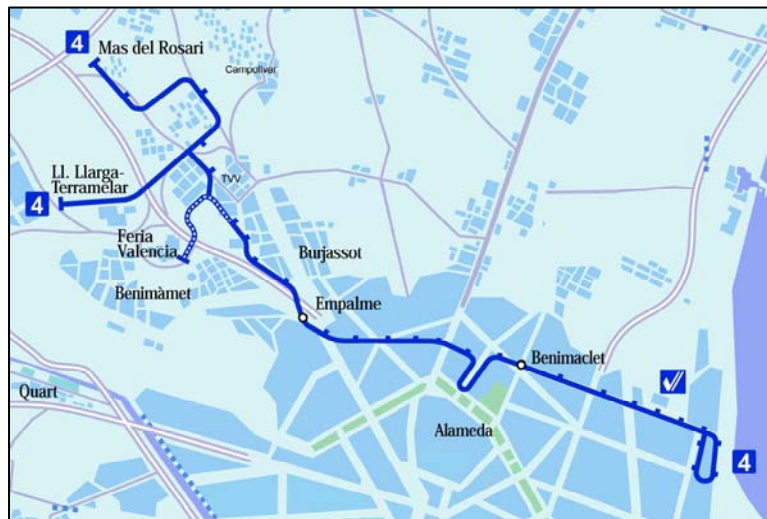 4
Mas del Rosari
Campolivar
Ll. Llarga-
Terramelar
4
TVV
Feria
Valencia
Burjassot
Benimàmet
Empalme
Benimaclet
Quart
Alameda
4